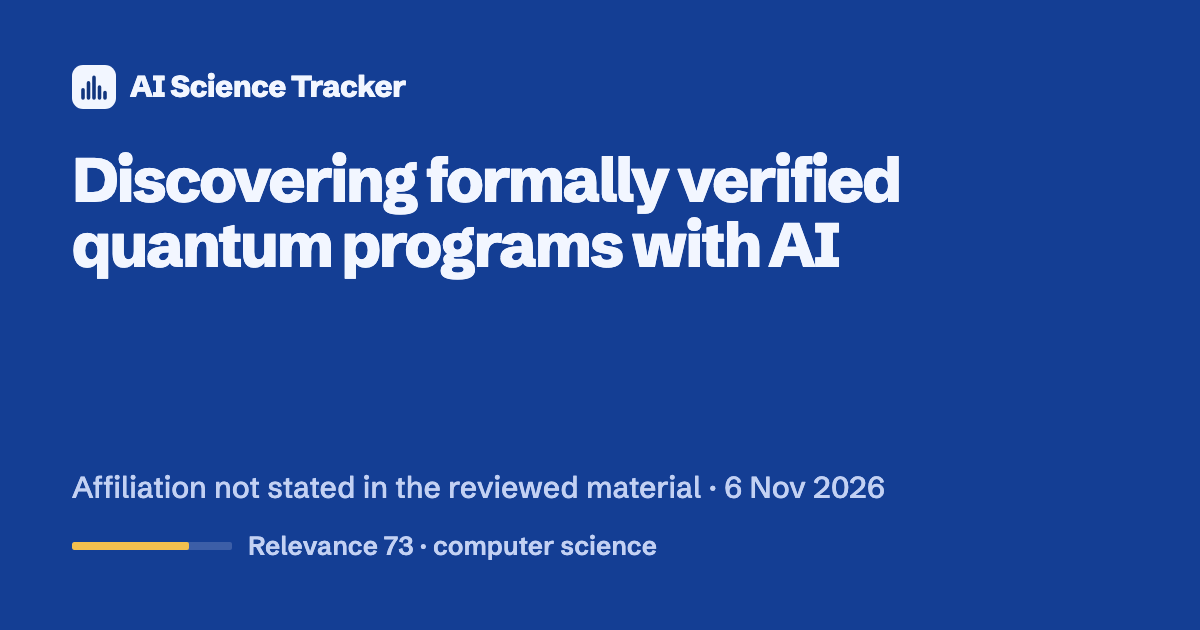 AI Science Tracker
Discovering formally verified
quantum programs with AI
Affiliation not stated in the reviewed material · 6 Nov 2026
Relevance 73 · computer science